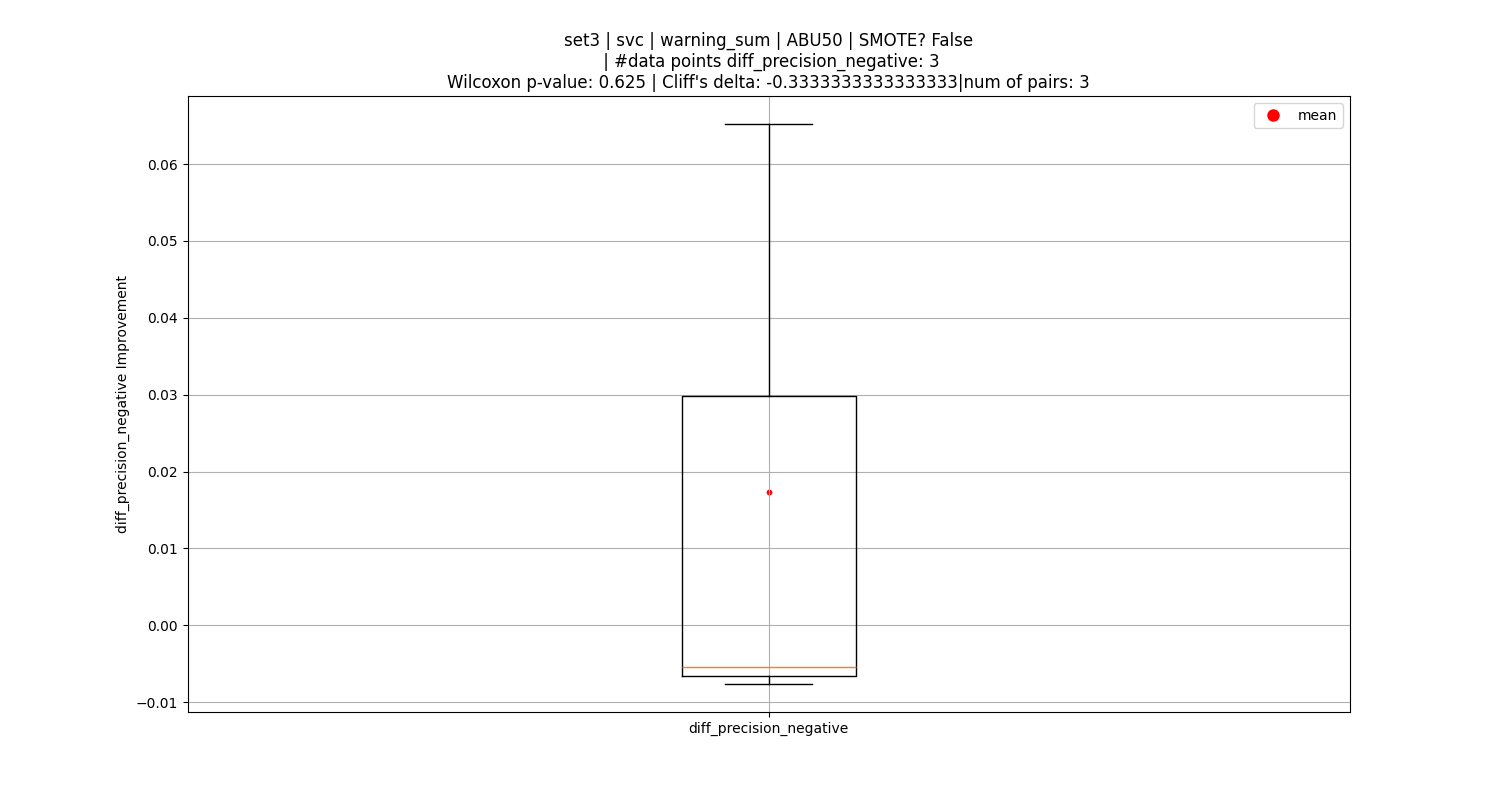 set3 | svc | warning_sum | ABU50 | SMOTE? False
| #data points diff_precision_negative: 3
Wilcoxon p-value: 0.625 | Cliff's delta: -0.3333333333333333|num of pairs: 3
mean
0.06
0.05
0.04
0.03
0.02
0.01
0.00
−0.01
diff_precision_negative Improvement
diff_precision_negative